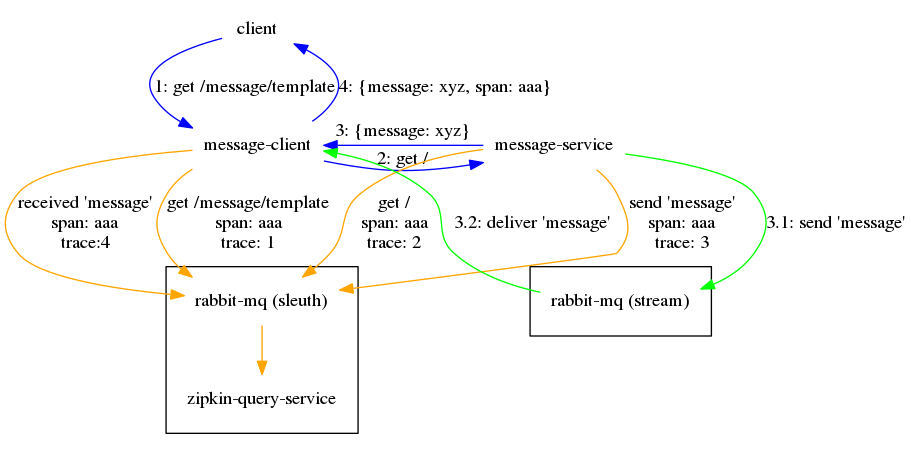 client
1: get /message/template
4: {message: xyz, span: aaa}
3: {message: xyz}
message-client
message-service
2: get /
received 'message'
span: aaa
trace:4
get /message/template
span: aaa
trace: 1
get /
span: aaa
trace: 2
3.2: deliver 'message'
send 'message'
span: aaa
trace: 3
3.1: send 'message'
rabbit-mq (sleuth)
rabbit-mq (stream)
zipkin-query-service